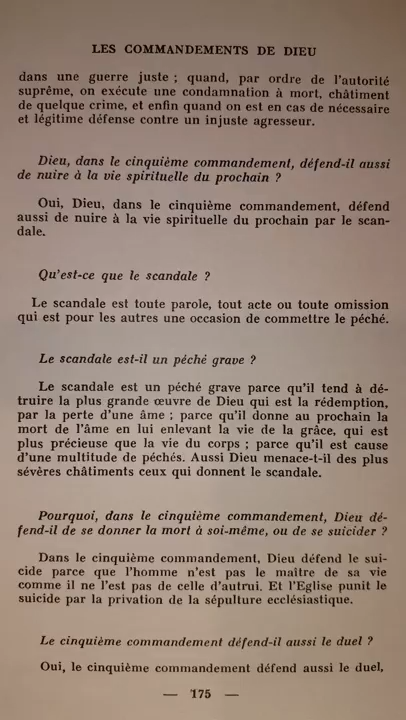 LES COMMANDEMENTS DE DIEU
dans une guerre juste ; quand, par ordre de l'autorité
suprême, on exécute une condamnation à mort, châtiment
de quelque crime, et enfin quand on est en cas de nécessaire
et légitime défense contre un injuste agresseur.
Dieu, dans le cinquième commandement, défend-il aussi
de nuire à la vie spirituelle du prochain ?
Oui, Dieu, dans le cinquième commandement, défend
aussi de nuire à la vie spirituelle du prochain par le scan-
dale.
Qu'est-ce que le scandale ?
Le scandale est toute parole, tout acte ou toute omission
qui est pour les autres une occasion de commettre le péché.
Le scandale est-il un péché grave ?
Le scandale est un péché grave parce qu'il tend à dé-
truire la plus grande œuvre de Dieu qui est la rédemption,
par la perte d'une âme ; parce qu'il donne au prochain la
mort de l'âme en lui enlevant la vie de la grâce, qui est
plus précieuse que la vie du corps ; parce qu'il est cause
d'une multitude de péchés. Aussi Dieu menace-t-il des plus
sévères châtiments ceux qui donnent le scandale.
Pourquoi, dans le cinquième commandement, Dieu dé-
fend-il de se donner la mort à soi-même, ou de se suicider ?
Dans le cinquième commandement, Dieu défend le sui-
cide parce que l'homme n'est pas le maître de sa vie
comme il ne l'est pas de celle d'autrui. Et l'Eglise punit le
suicide par la privation de la sépulture ecclésiastique.
Le cinquième commandement défend-il aussi le duel ?
Oui, le cinquième commandement défend aussi le duel,
— 175 —